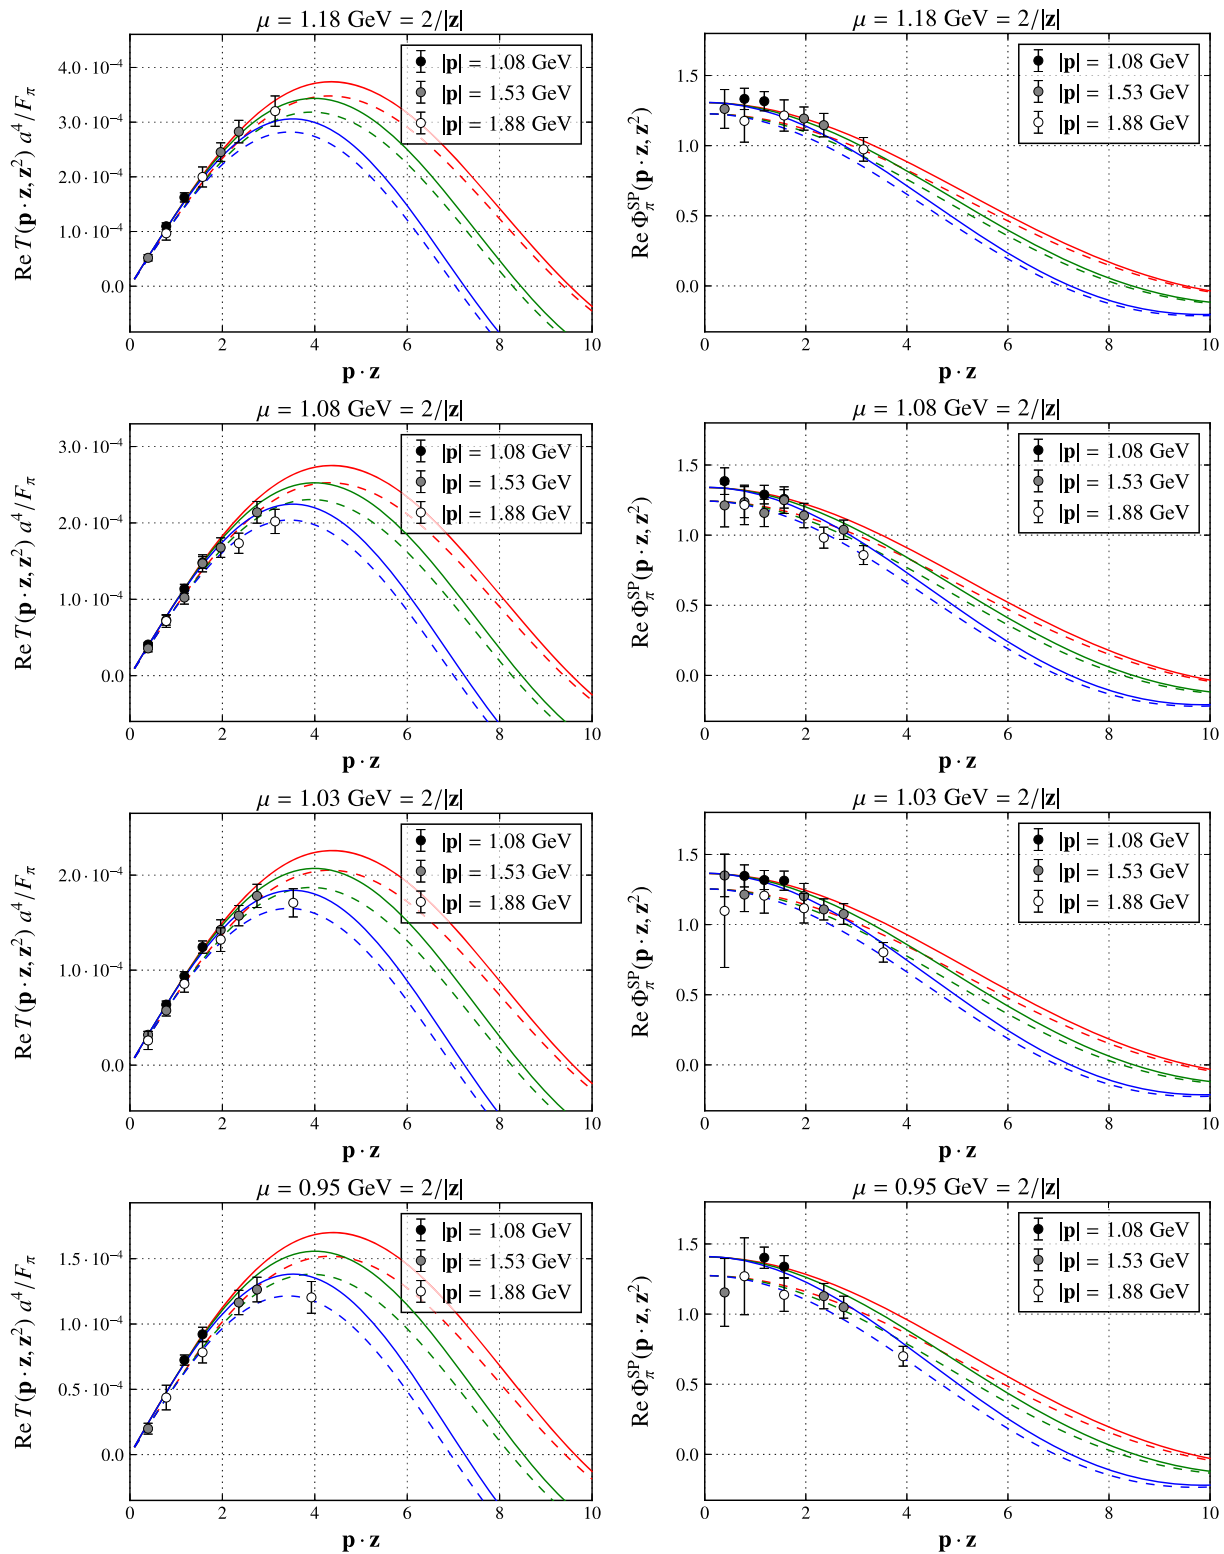 μ = 1.18 GeV = 2/|z|
Re T(p · z, z²) a⁴/F_π
4.0 · 10⁻⁴
3.0 · 10⁻⁴
2.0 · 10⁻⁴
1.0 · 10⁻⁴
0.0
|p| = 1.08 GeV
|p| = 1.53 GeV
|p| = 1.88 GeV
0 2 4 6 8 10
p · z
μ = 1.18 GeV = 2/|z|
Re Φ_π^SP(p · z, z²)
1.5
1.0
0.5
0.0
|p| = 1.08 GeV
|p| = 1.53 GeV
|p| = 1.88 GeV
0 2 4 6 8 10
p · z
μ = 1.08 GeV = 2/|z|
Re T(p · z, z²) a⁴/F_π
3.0 · 10⁻⁴
2.0 · 10⁻⁴
1.0 · 10⁻⁴
0.0
|p| = 1.08 GeV
|p| = 1.53 GeV
|p| = 1.88 GeV
0 2 4 6 8 10
p · z
μ = 1.08 GeV = 2/|z|
Re Φ_π^SP(p · z, z²)
1.5
1.0
0.5
0.0
|p| = 1.08 GeV
|p| = 1.53 GeV
|p| = 1.88 GeV
0 2 4 6 8 10
p · z
μ = 1.03 GeV = 2/|z|
Re T(p · z, z²) a⁴/F_π
2.0 · 10⁻⁴
1.0 · 10⁻⁴
0.0
|p| = 1.08 GeV
|p| = 1.53 GeV
|p| = 1.88 GeV
0 2 4 6 8 10
p · z
μ = 1.03 GeV = 2/|z|
Re Φ_π^SP(p · z, z²)
1.5
1.0
0.5
0.0
|p| = 1.08 GeV
|p| = 1.53 GeV
|p| = 1.88 GeV
0 2 4 6 8 10
p · z
μ = 0.95 GeV = 2/|z|
Re T(p · z, z²) a⁴/F_π
1.5 · 10⁻⁴
1.0 · 10⁻⁴
0.5 · 10⁻⁴
0.0
|p| = 1.08 GeV
|p| = 1.53 GeV
|p| = 1.88 GeV
0 2 4 6 8 10
p · z
μ = 0.95 GeV = 2/|z|
Re Φ_π^SP(p · z, z²)
1.5
1.0
0.5
0.0
|p| = 1.08 GeV
|p| = 1.53 GeV
|p| = 1.88 GeV
0 2 4 6 8 10
p · z